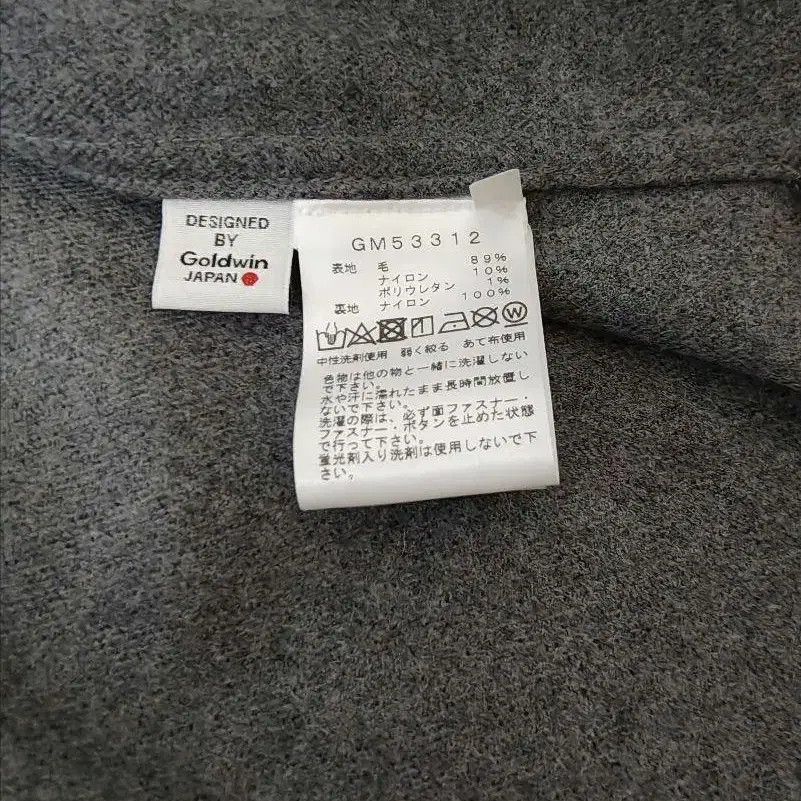 DESIGNED
BY
Goldwin
JAPAN
GM53312
表地 毛 89%
ナイロン 10%
ポリウレタン 1%
裏地 ナイロン 100%
W
中性洗剤使用 弱く絞る あて布使用
色物は他の物と一緒に洗濯しない
で下さい。
水や汗に濡れたまま長時間放置し
ないで下さい。
洗濯の際は、必ず面ファスナー・
ファスナー・ボタンを止めた状態
で行って下さい。
蛍光剤入り洗剤は使用しないで下
さい。